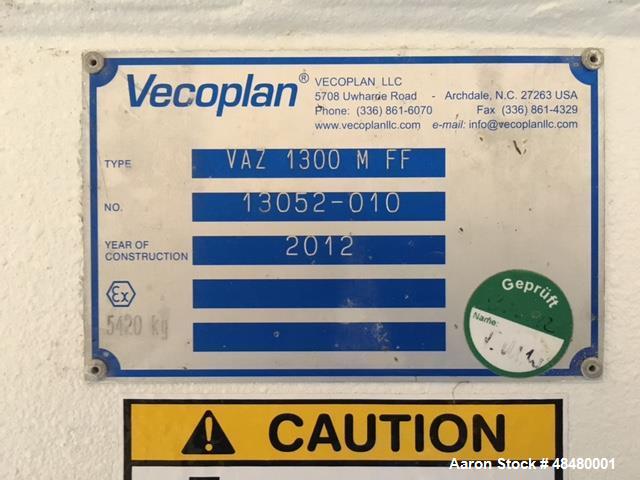 Vecoplan®
VECOPLAN LLC
5708 Uwharie Road - Archdale, N.C. 27263 USA
Phone: (336) 861-6070 Fax (336) 861-4329
www.vecoplanllc.com e-mail: info@vecoplanllc.com
TYPE VAZ 1300 M FF
NO. 13052-010
YEAR OF
CONSTRUCTION 2012
Ex
5420 kg
Geprüft
Name:
CAUTION
Aaron Stock # 48480001